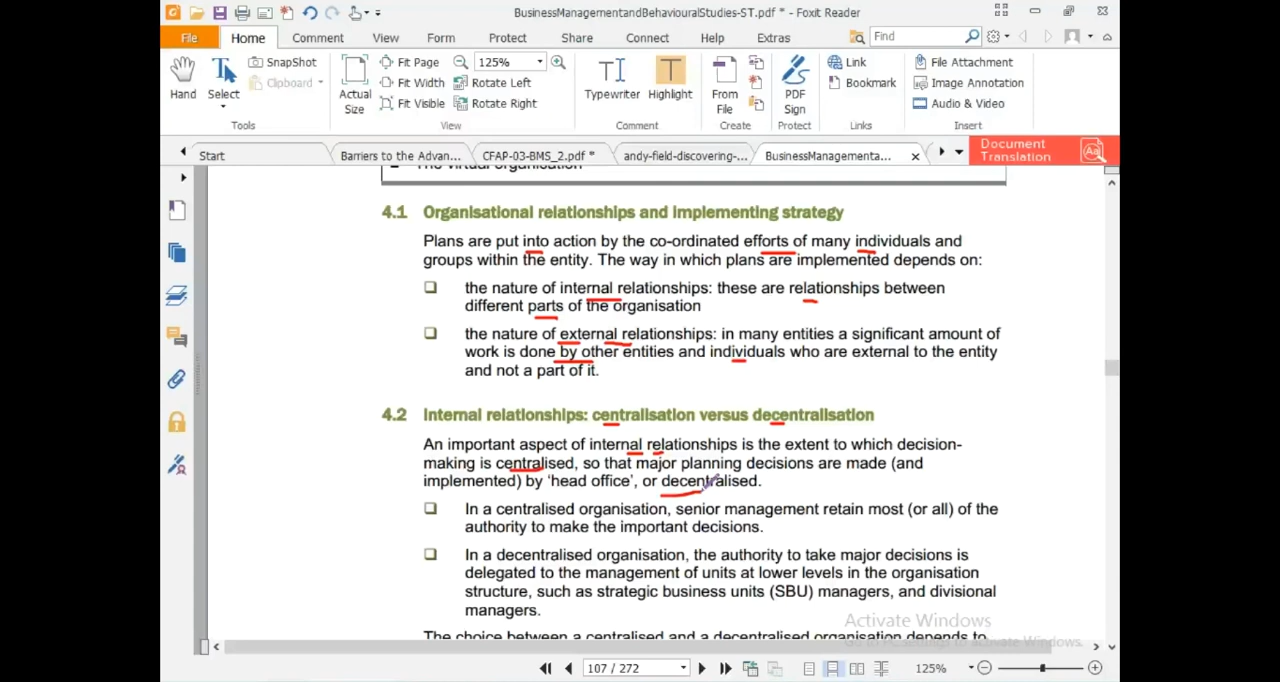 BusinessManagementandBehaviouralStudies-ST.pdf * - Foxit Reader
File Home Comment View Form Protect Share Connect Help Extras Find
Hand Select SnapShot Clipboard Actual Size Fit Page Fit Width Fit Visible 125% Rotate Left Rotate Right Typewriter Highlight From File PDF Sign Link Bookmark File Attachment Image Annotation Audio & Video
Tools View Comment Create Protect Links Insert
Start Barriers to the Advan... CFAP-03-BMS_2.pdf * andy-field-discovering-... BusinessManagementa... Document Translation
The virtual organisation
4.1 Organisational relationships and implementing strategy
Plans are put into action by the co-ordinated efforts of many individuals and
groups within the entity. The way in which plans are implemented depends on:
❑ the nature of internal relationships: these are relationships between
different parts of the organisation
❑ the nature of external relationships: in many entities a significant amount of
work is done by other entities and individuals who are external to the entity
and not a part of it.
4.2 Internal relationships: centralisation versus decentralisation
An important aspect of internal relationships is the extent to which decision-
making is centralised, so that major planning decisions are made (and
implemented) by ‘head office’, or decentralised.
❑ In a centralised organisation, senior management retain most (or all) of the
authority to make the important decisions.
❑ In a decentralised organisation, the authority to take major decisions is
delegated to the management of units at lower levels in the organisation
structure, such as strategic business units (SBU) managers, and divisional
managers.
Activate Windows
The choice between a centralised and a decentralised organisation depends to
107 / 272 125%